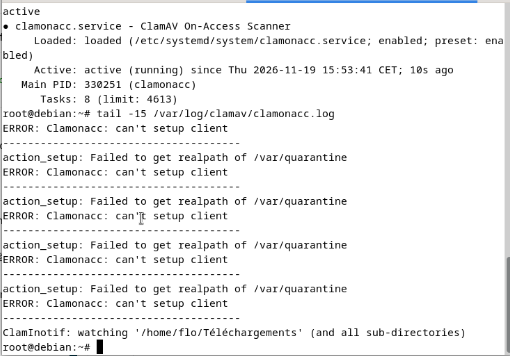 active
● clamonacc.service - ClamAV On-Access Scanner
Loaded: loaded (/etc/systemd/system/clamonacc.service; enabled; preset: ena
bled)
Active: active (running) since Thu 2026-11-19 15:53:41 CET; 10s ago
Main PID: 330251 (clamonacc)
Tasks: 8 (limit: 4613)
root@debian:~# tail -15 /var/log/clamav/clamonacc.log
ERROR: Clamonacc: can't setup client
--------------------------------------
action_setup: Failed to get realpath of /var/quarantine
ERROR: Clamonacc: can't setup client
--------------------------------------
action_setup: Failed to get realpath of /var/quarantine
ERROR: Clamonacc: can't setup client
--------------------------------------
action_setup: Failed to get realpath of /var/quarantine
ERROR: Clamonacc: can't setup client
--------------------------------------
action_setup: Failed to get realpath of /var/quarantine
ERROR: Clamonacc: can't setup client
--------------------------------------
ClamInotif: watching '/home/flo/Téléchargements' (and all sub-directories)
root@debian:~#